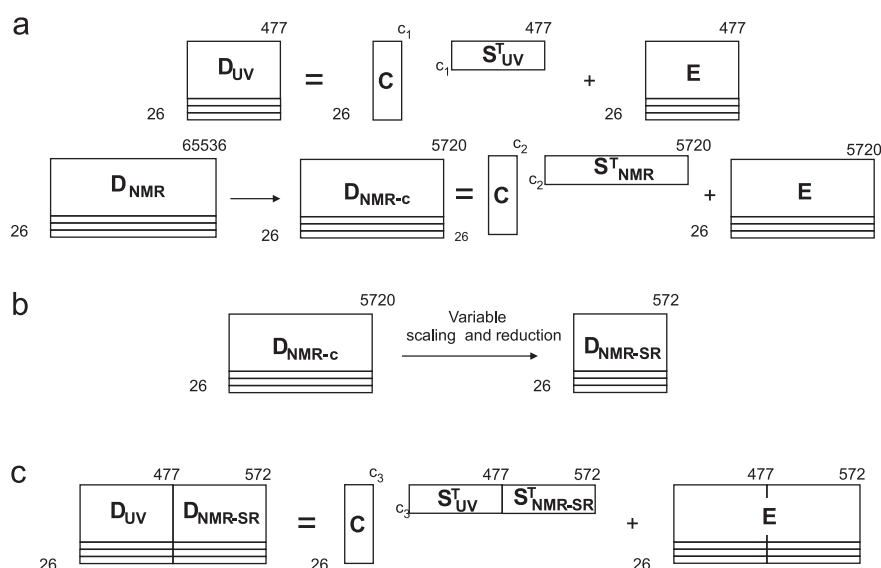 a
477 c₁ 477 477
D_UV = C c₁ S^T_UV + E
26 26 26
65536 5720 c₂ 5720 5720
D_NMR D_NMR-c = C c₂ S^T_NMR + E
26 26 26 26
b
5720 572
Variable
scaling and reduction
D_NMR-c D_NMR-SR
26 26
c
477 572 c₃ 477 572 477 572
D_UV D_NMR-SR = C c₃ S^T_UV S^T_NMR-SR + E
26 26 26